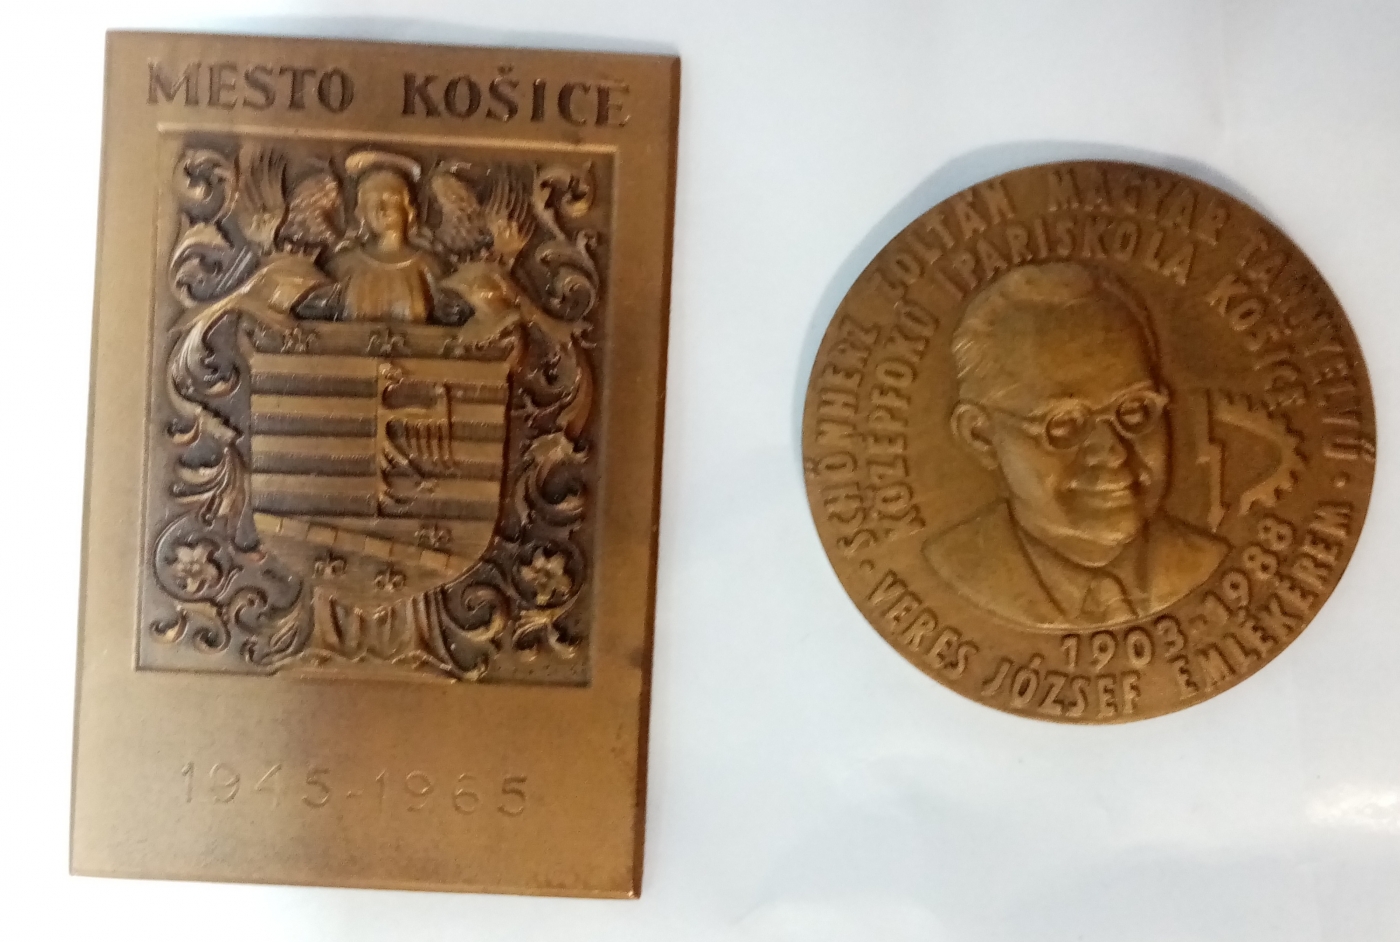 MESTO KOŠICE
1945-1965
SCHÖNHERZ ZOLTÁN MAGYAR TANNYELVŰ
KÖZÉPFOKÚ IPARISKOLA KOŠICE
1903-1988
VERES JÓZSEF EMLÉKÉREM